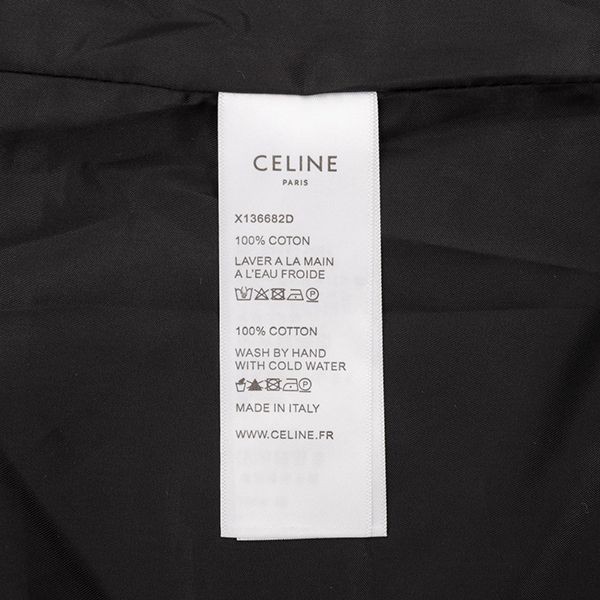 CELINE
PARIS
X136682D
100% COTON
LAVER A LA MAIN
A L'EAU FROIDE
P
100% COTTON
WASH BY HAND
WITH COLD WATER
P
MADE IN ITALY
WWW.CELINE.FR